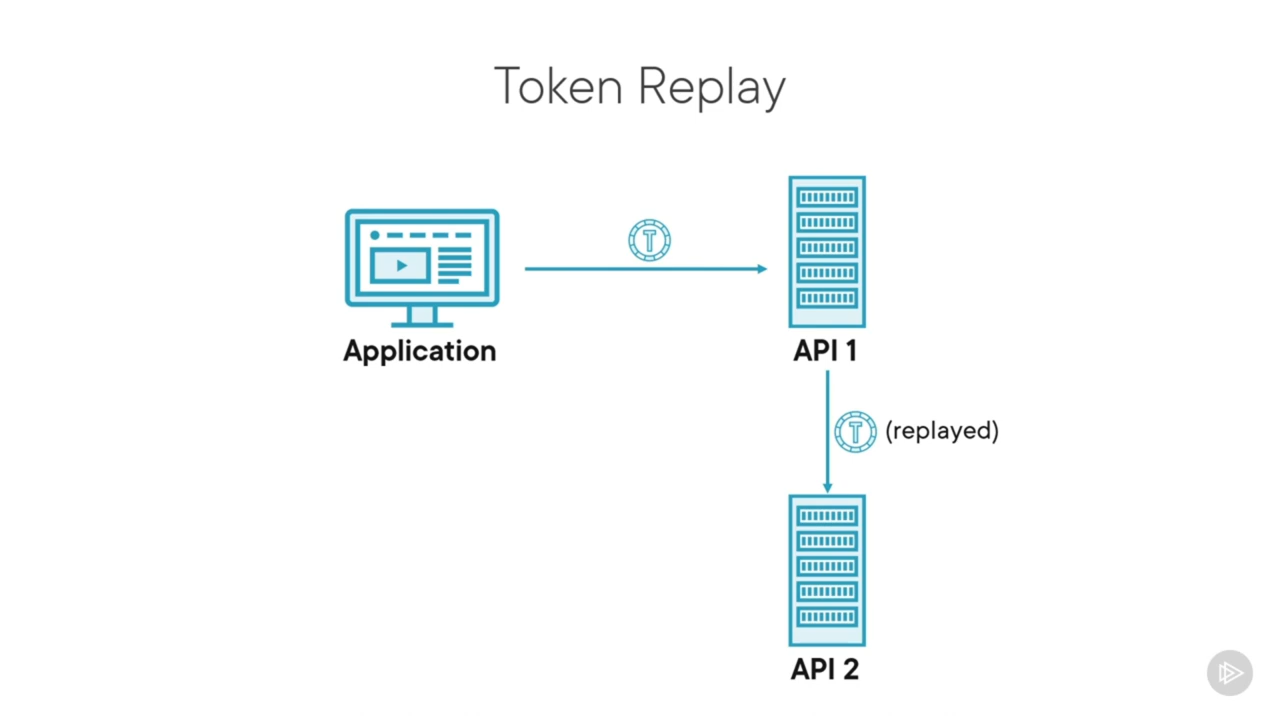 Token Replay
T
Application
API 1
T (replayed)
API 2